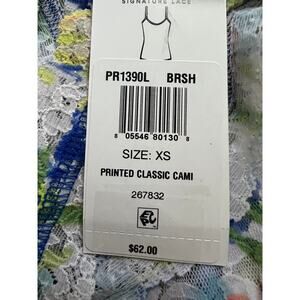 SIGNATURE LACE
PR1390L BRSH
8 05546 80130 8
SIZE: XS
PRINTED CLASSIC CAMI
267832
$62.00